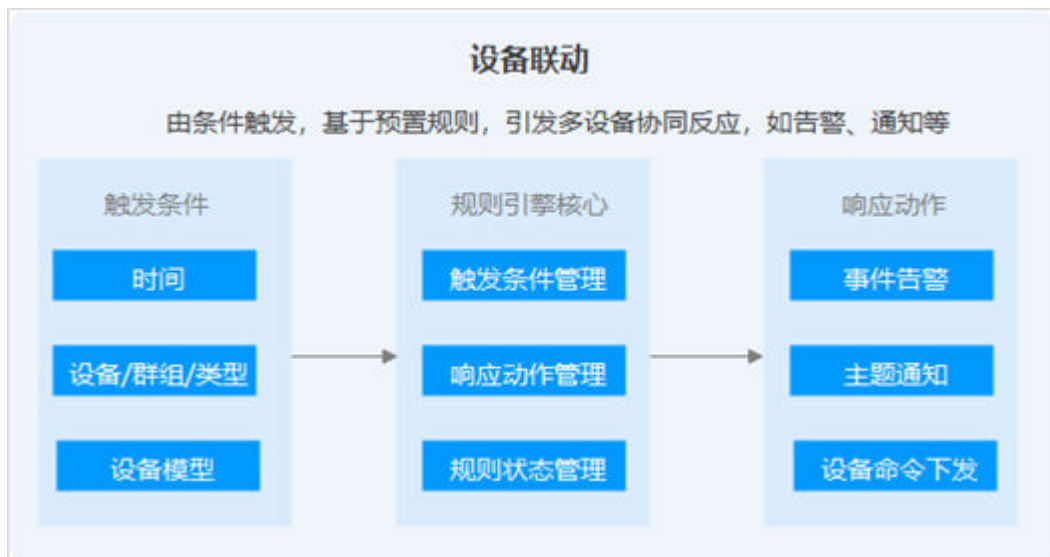 设备联动
由条件触发，基于预置规则，引发多设备协同反应，如告警、通知等
触发条件
时间
设备/群组/类型
设备模型
规则引擎核心
触发条件管理
响应动作管理
规则状态管理
响应动作
事件告警
主题通知
设备命令下发